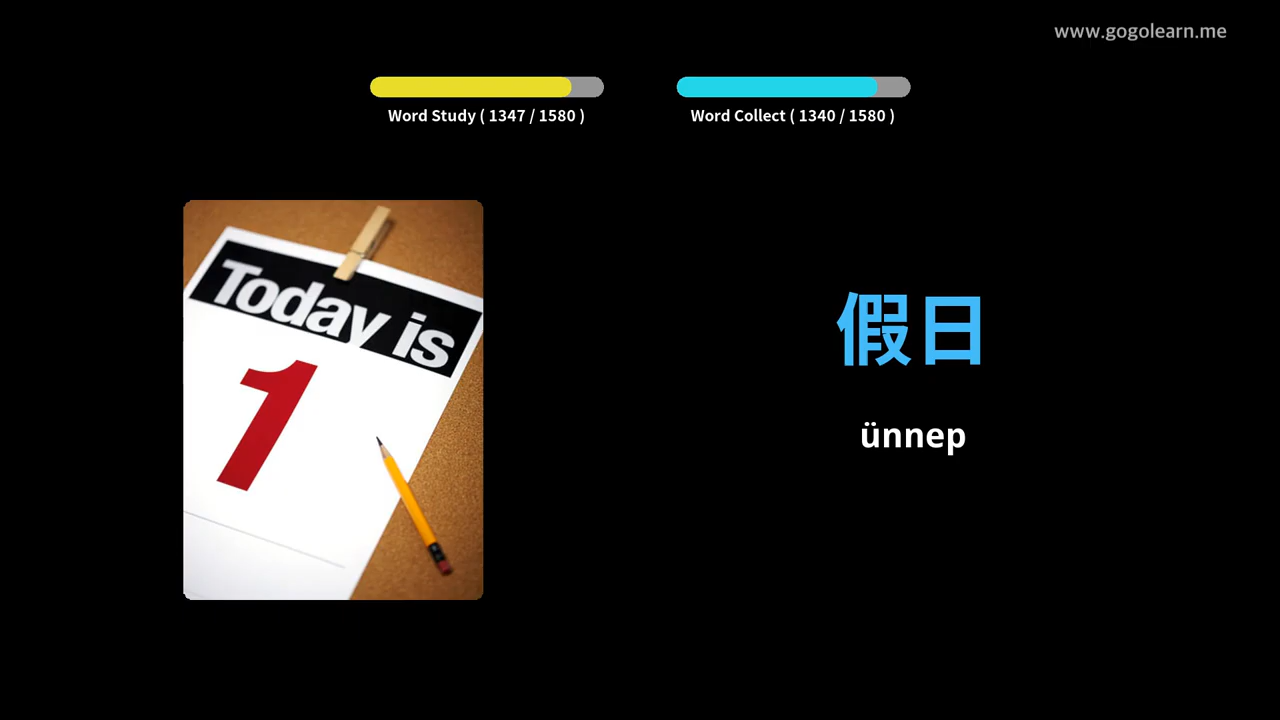 www.gogolearn.me
Word Study ( 1347 / 1580 )
Word Collect ( 1340 / 1580 )
Today is
1
假日
ünnep